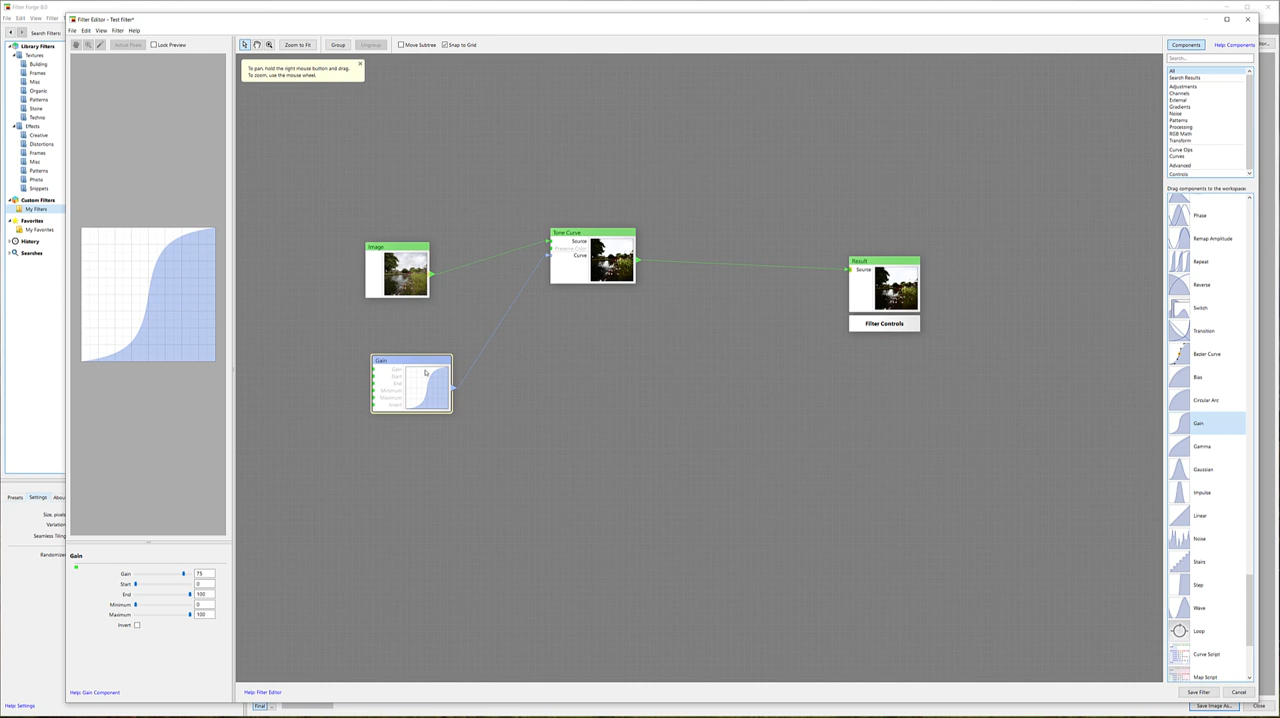 Filter Forge 8.0
File
Edit
View
Filter
Search Filters:
Library Filters
Textures
Building
Frames
Misc
Organic
Patterns
Stone
Techno
Effects
Creative
Distortions
Frames
Misc
Patterns
Photo
Snippets
Custom Filters
My Filters
Favorites
My Favorites
History
Searches
Presets Settings Abou
Size, pixels
Variation
Seamless Tiling
Randomize
Help: Settings
Filter Editor - Test Filter*
File Edit View Filter Help
Actual Pixels Lock Preview
Zoom to Fit Group Ungroup Move Subtree Snap to Grid
To pan, hold the right mouse button and drag.
To zoom, use the mouse wheel.
Image
Tone Curve
Source
Preserve Color
Curve
Result
Source
Filter Controls
Gain
Gain
Start
End
Minimum
Maximum
Invert
Gain
Gain 75
Start 0
End 100
Minimum 0
Maximum 100
Invert
Help: Gain Component
Help: Filter Editor
Components Help: Components
Search...
All
Search Results
Adjustments
Channels
External
Gradients
Noise
Patterns
Processing
RGB Math
Transform
Curve Ops
Curves
Advanced
Controls
Drag components to the workspace:
Phase
Remap Amplitude
Repeat
Reverse
Switch
Transition
Bezier Curve
Bias
Circular Arc
Gain
Gamma
Gaussian
Impulse
Linear
Noise
Stairs
Step
Wave
Loop
Curve Script
Map Script
Save Filter Cancel
Final ...
Save Image As... Close